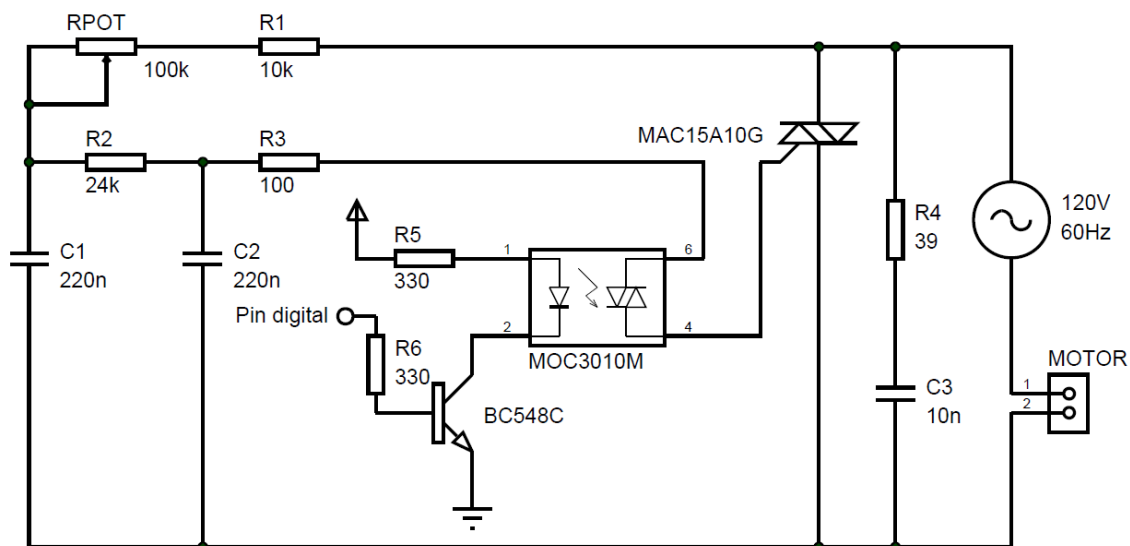 RPOT
100k
R1
10k
R2
24k
R3
100
MAC15A10G
R4
39
120V
60Hz
C1
220n
C2
220n
R5
330
1
6
Pin digital
R6
330
2
4
MOC3010M
BC548C
C3
10n
MOTOR
1
2